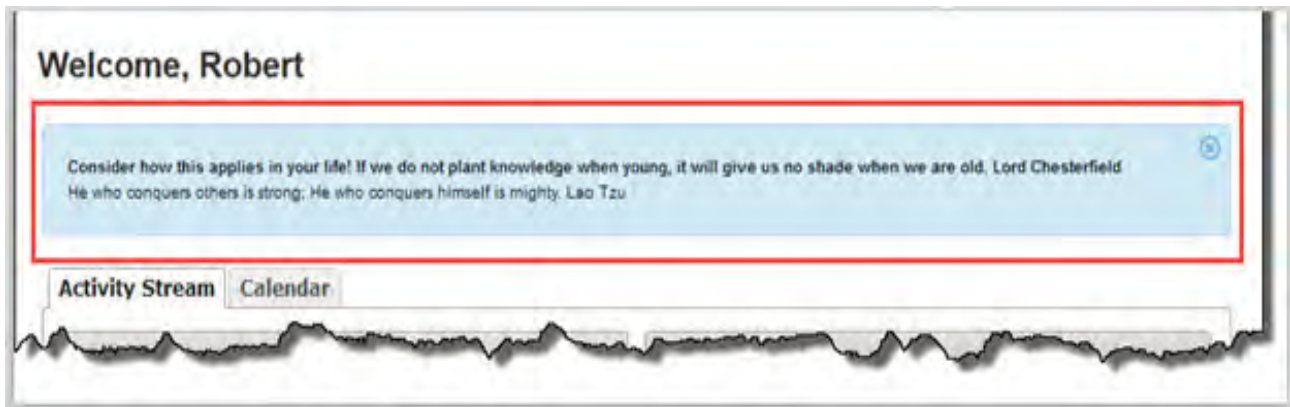 Welcome, Robert
Consider how this applies in your life! If we do not plant knowledge when young, it will give us no shade when we are old. Lord Chesterfield
He who conquers others is strong; He who conquers himself is mighty. Lao Tzu
Activity Stream Calendar